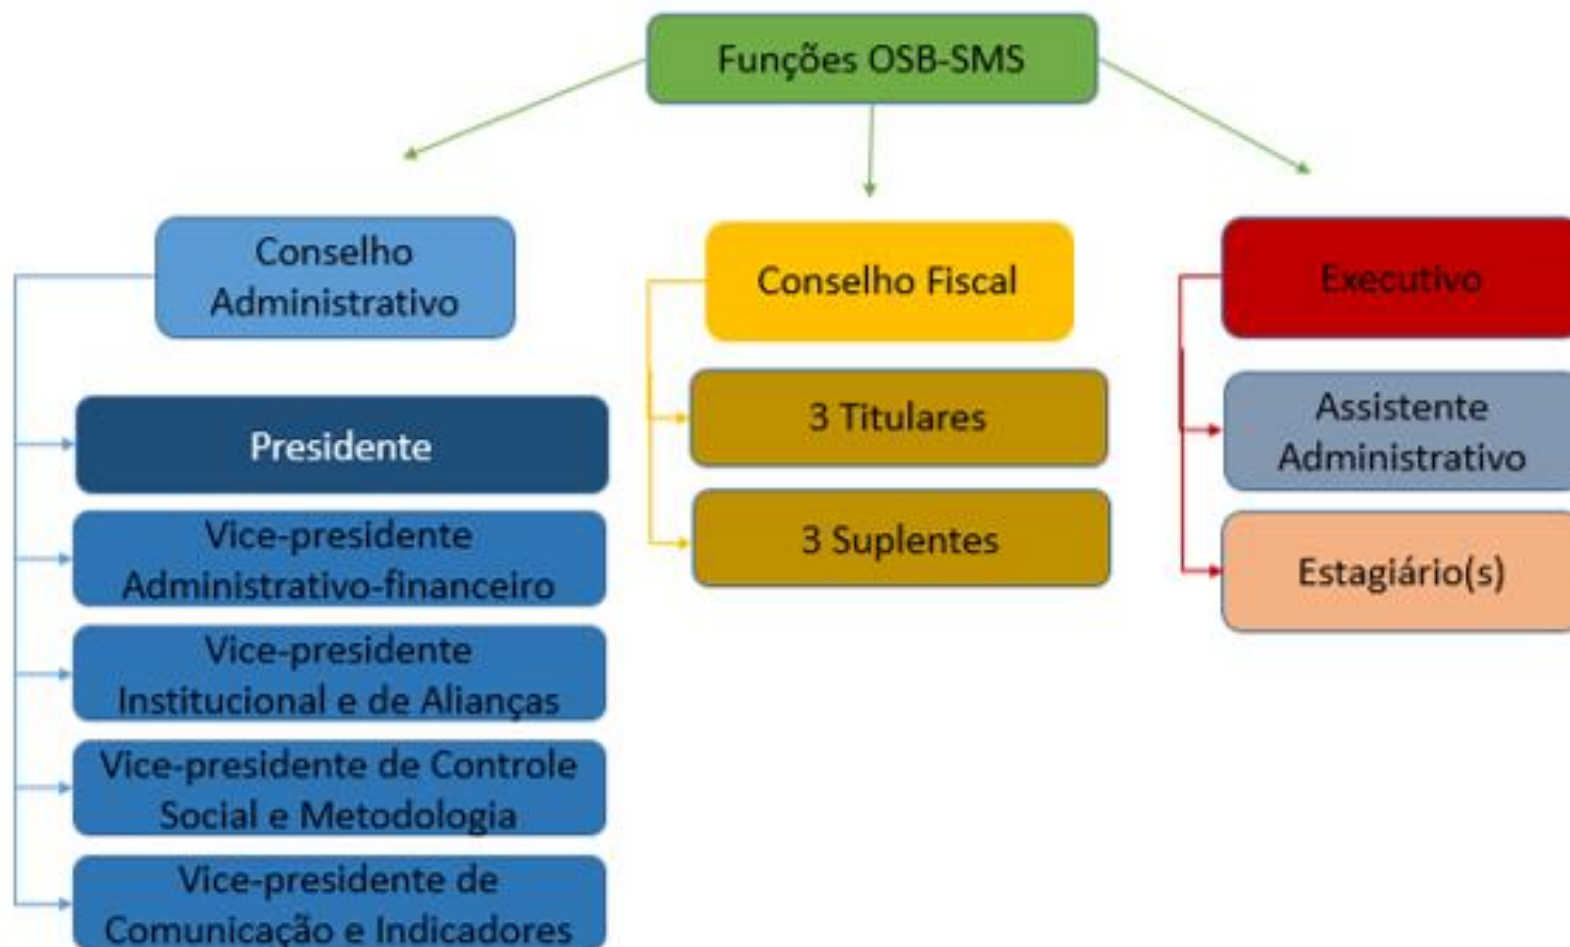 Funções OSB-SMS
Conselho
Administrativo
Presidente
Vice-presidente
Administrativo-financeiro
Vice-presidente
Institucional e de Alianças
Vice-presidente de Controle
Social e Metodologia
Vice-presidente de
Comunicação e Indicadores
Conselho Fiscal
3 Titulares
3 Suplentes
Executivo
Assistente
Administrativo
Estagiário(s)